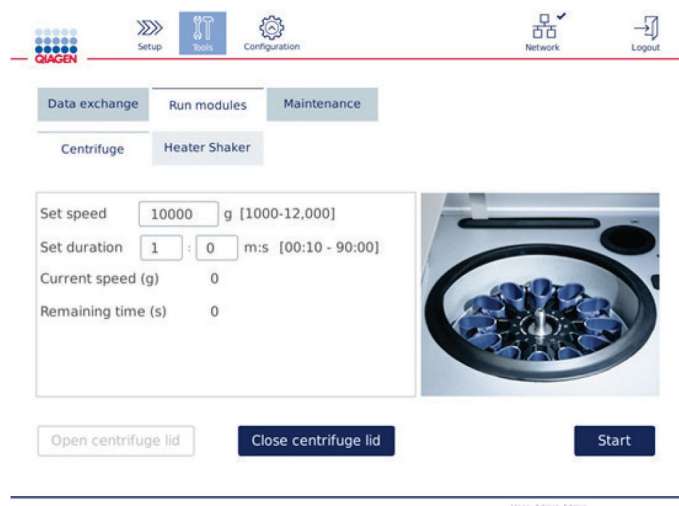 Setup
Tools
Configuration
Network
Logout
QIAGEN
Data exchange
Run modules
Maintenance
Centrifuge
Heater Shaker
Set speed 10000 g [1000-12,000]
Set duration 1 : 0 m:s [00:10 - 90:00]
Current speed (g) 0
Remaining time (s) 0
Open centrifuge lid
Close centrifuge lid
Start